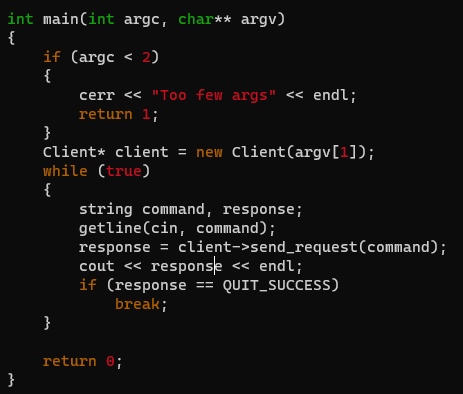 int main(int argc, char** argv)
{
    if (argc < 2)
    {
        cerr << "Too few args" << endl;
        return 1;
    }
    Client* client = new Client(argv[1]);
    while (true)
    {
        string command, response;
        getline(cin, command);
        response = client->send_request(command);
        cout << response << endl;
        if (response == QUIT_SUCCESS)
            break;
    }

    return 0;
}